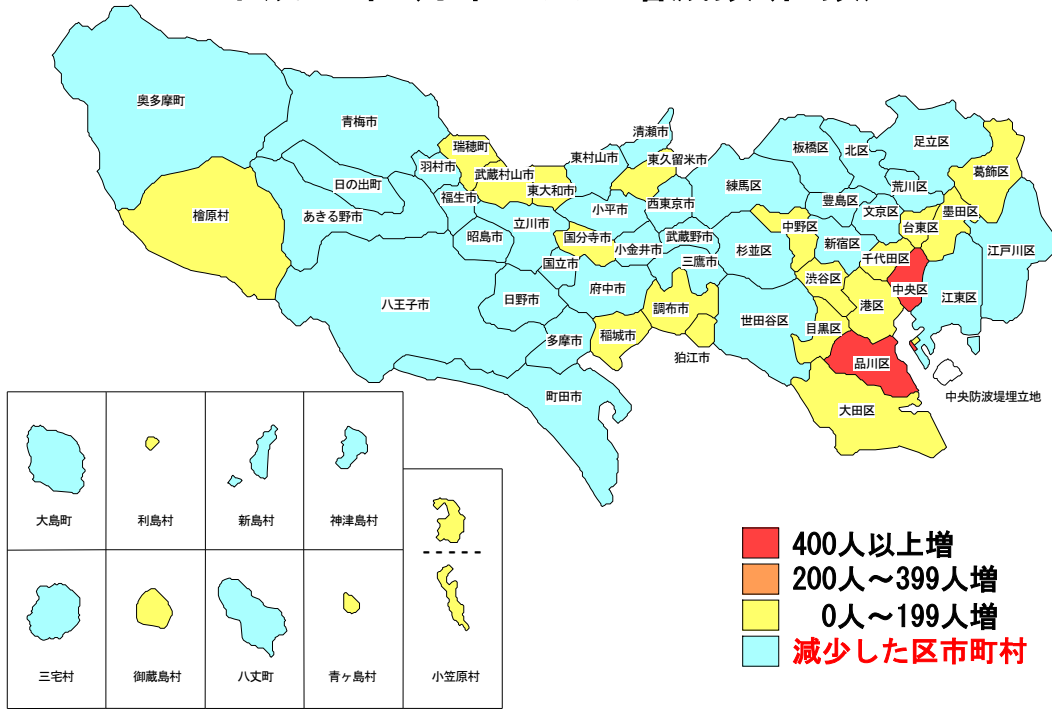 奥多摩町
青梅市
清瀬市
瑞穂町
羽村市
武蔵村山市
東村山市
東久留米市
東大和市
板橋区
北区
足立区
葛飾区
練馬区
荒川区
豊島区
文京区
日の出町
福生市
あきる野市
檜原村
立川市
小平市
西東京市
昭島市
国分寺市
小金井市
武蔵野市
中野区
杉並区
新宿区
台東区
墨田区
千代田区
江戸川区
国立市
三鷹市
渋谷区
中央区
江東区
八王子市
日野市
府中市
調布市
世田谷区
港区
目黒区
多摩市
稲城市
狛江市
品川区
町田市
大田区
中央防波堤埋立地
大島町
利島村
新島村
神津島村
三宅村
御蔵島村
八丈町
青ヶ島村
小笠原村
400人以上増
200人～399人増
0人～199人増
減少した区市町村